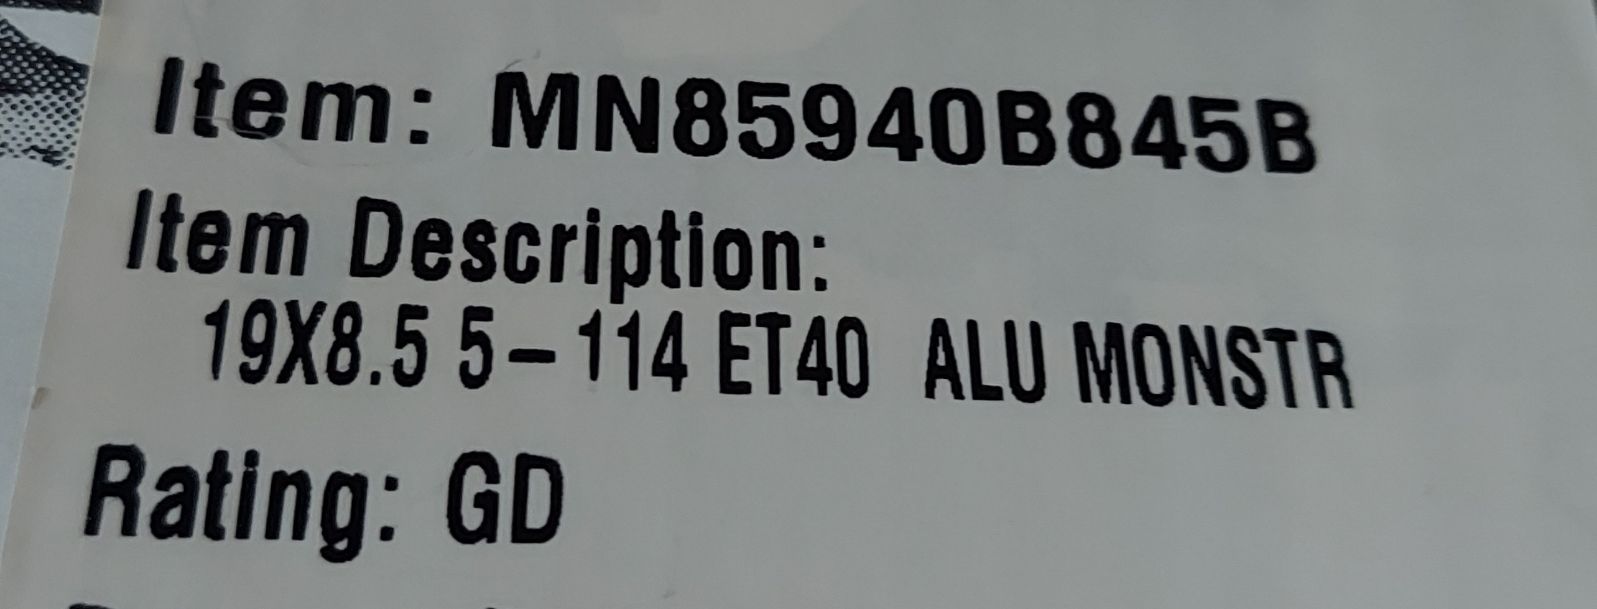 Item: MN85940B845B
Item Description:
19X8.5 5-114 ET40 ALU MONSTR
Rating: GD